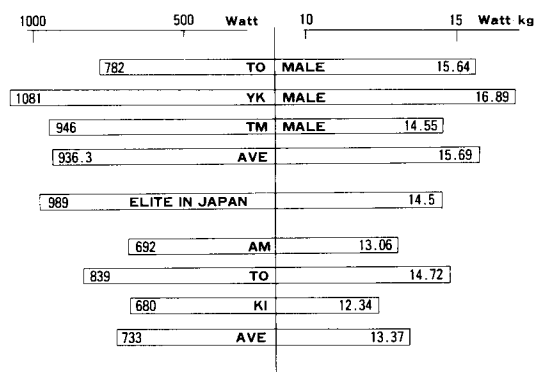 1000 500 Watt 10 15 Watt kg
782 TO MALE 15.64
1081 YK MALE 16.89
946 TM MALE 14.55
936.3 AVE 15.69
989 ELITE IN JAPAN 14.5
692 AM 13.06
839 TO 14.72
680 KI 12.34
733 AVE 13.37